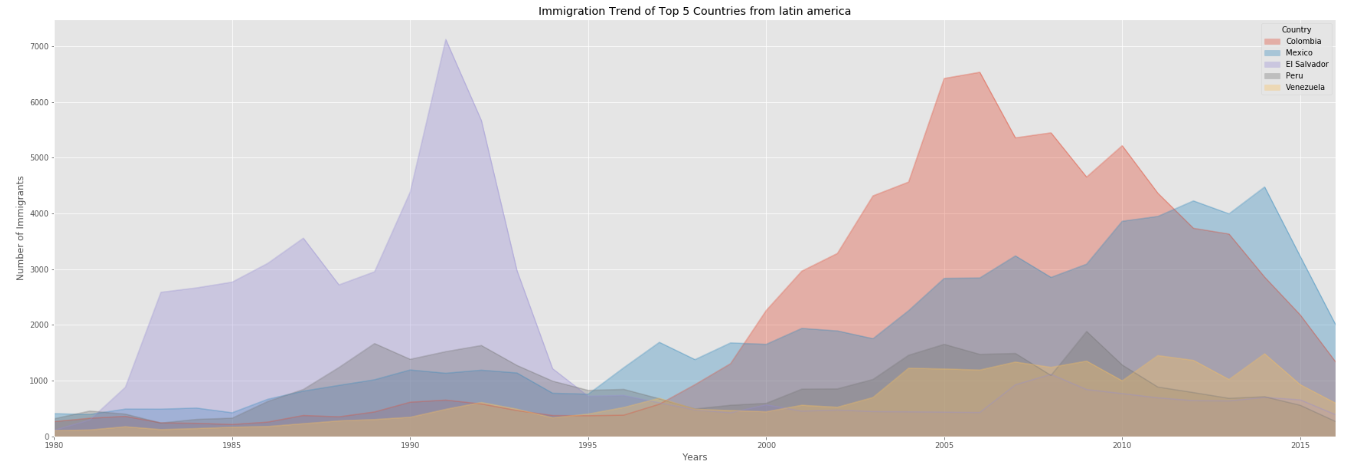 Immigration Trend of Top 5 Countries from latin america
Country
Colombia
Mexico
El Salvador
Peru
Venezuela
Number of Immigrants
7000
6000
5000
4000
3000
2000
1000
0
1980
1985
1990
1995
2000
2005
2010
2015
Years